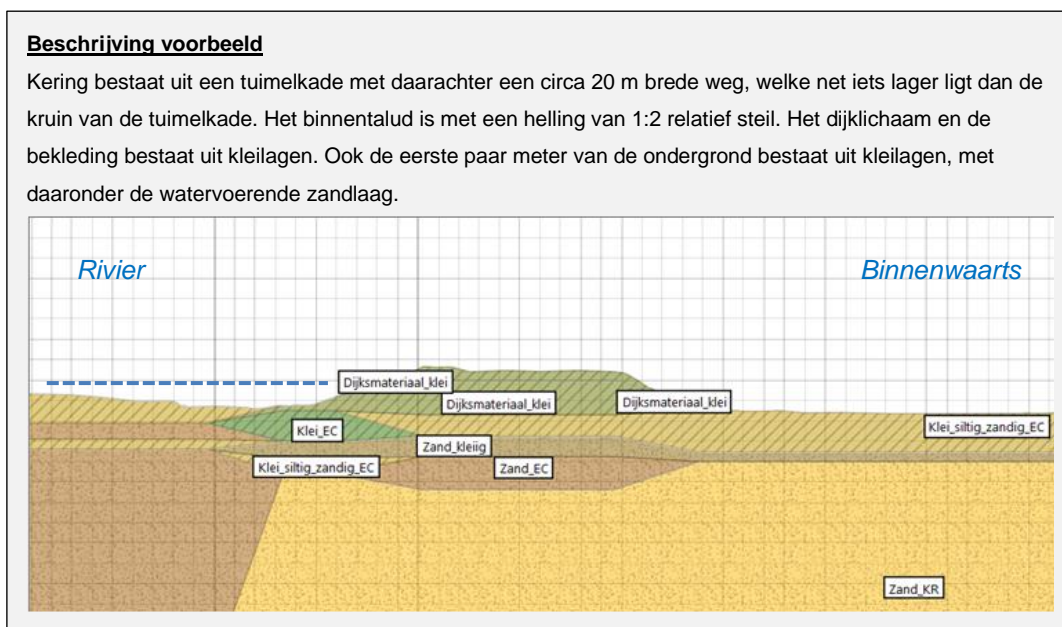 Beschrijving voorbeeld
Kering bestaat uit een tuimelkade met daarachter een circa 20 m brede weg, welke net iets lager ligt dan de
kruin van de tuimelkade. Het binnentalud is met een helling van 1:2 relatief steil. Het dijklichaam en de
bekleding bestaat uit kleilagen. Ook de eerste paar meter van de ondergrond bestaat uit kleilagen, met
daaronder de watervoerende zandlaag.
Rivier
Binnenwaarts
Dijksmateriaal_klei
Dijksmateriaal_klei
Dijksmateriaal_klei
Klei_EC
Klei_siltig_zandig_EC
Zand_kleiig
Klei_siltig_zandig_EC
Zand_EC
Zand_KR